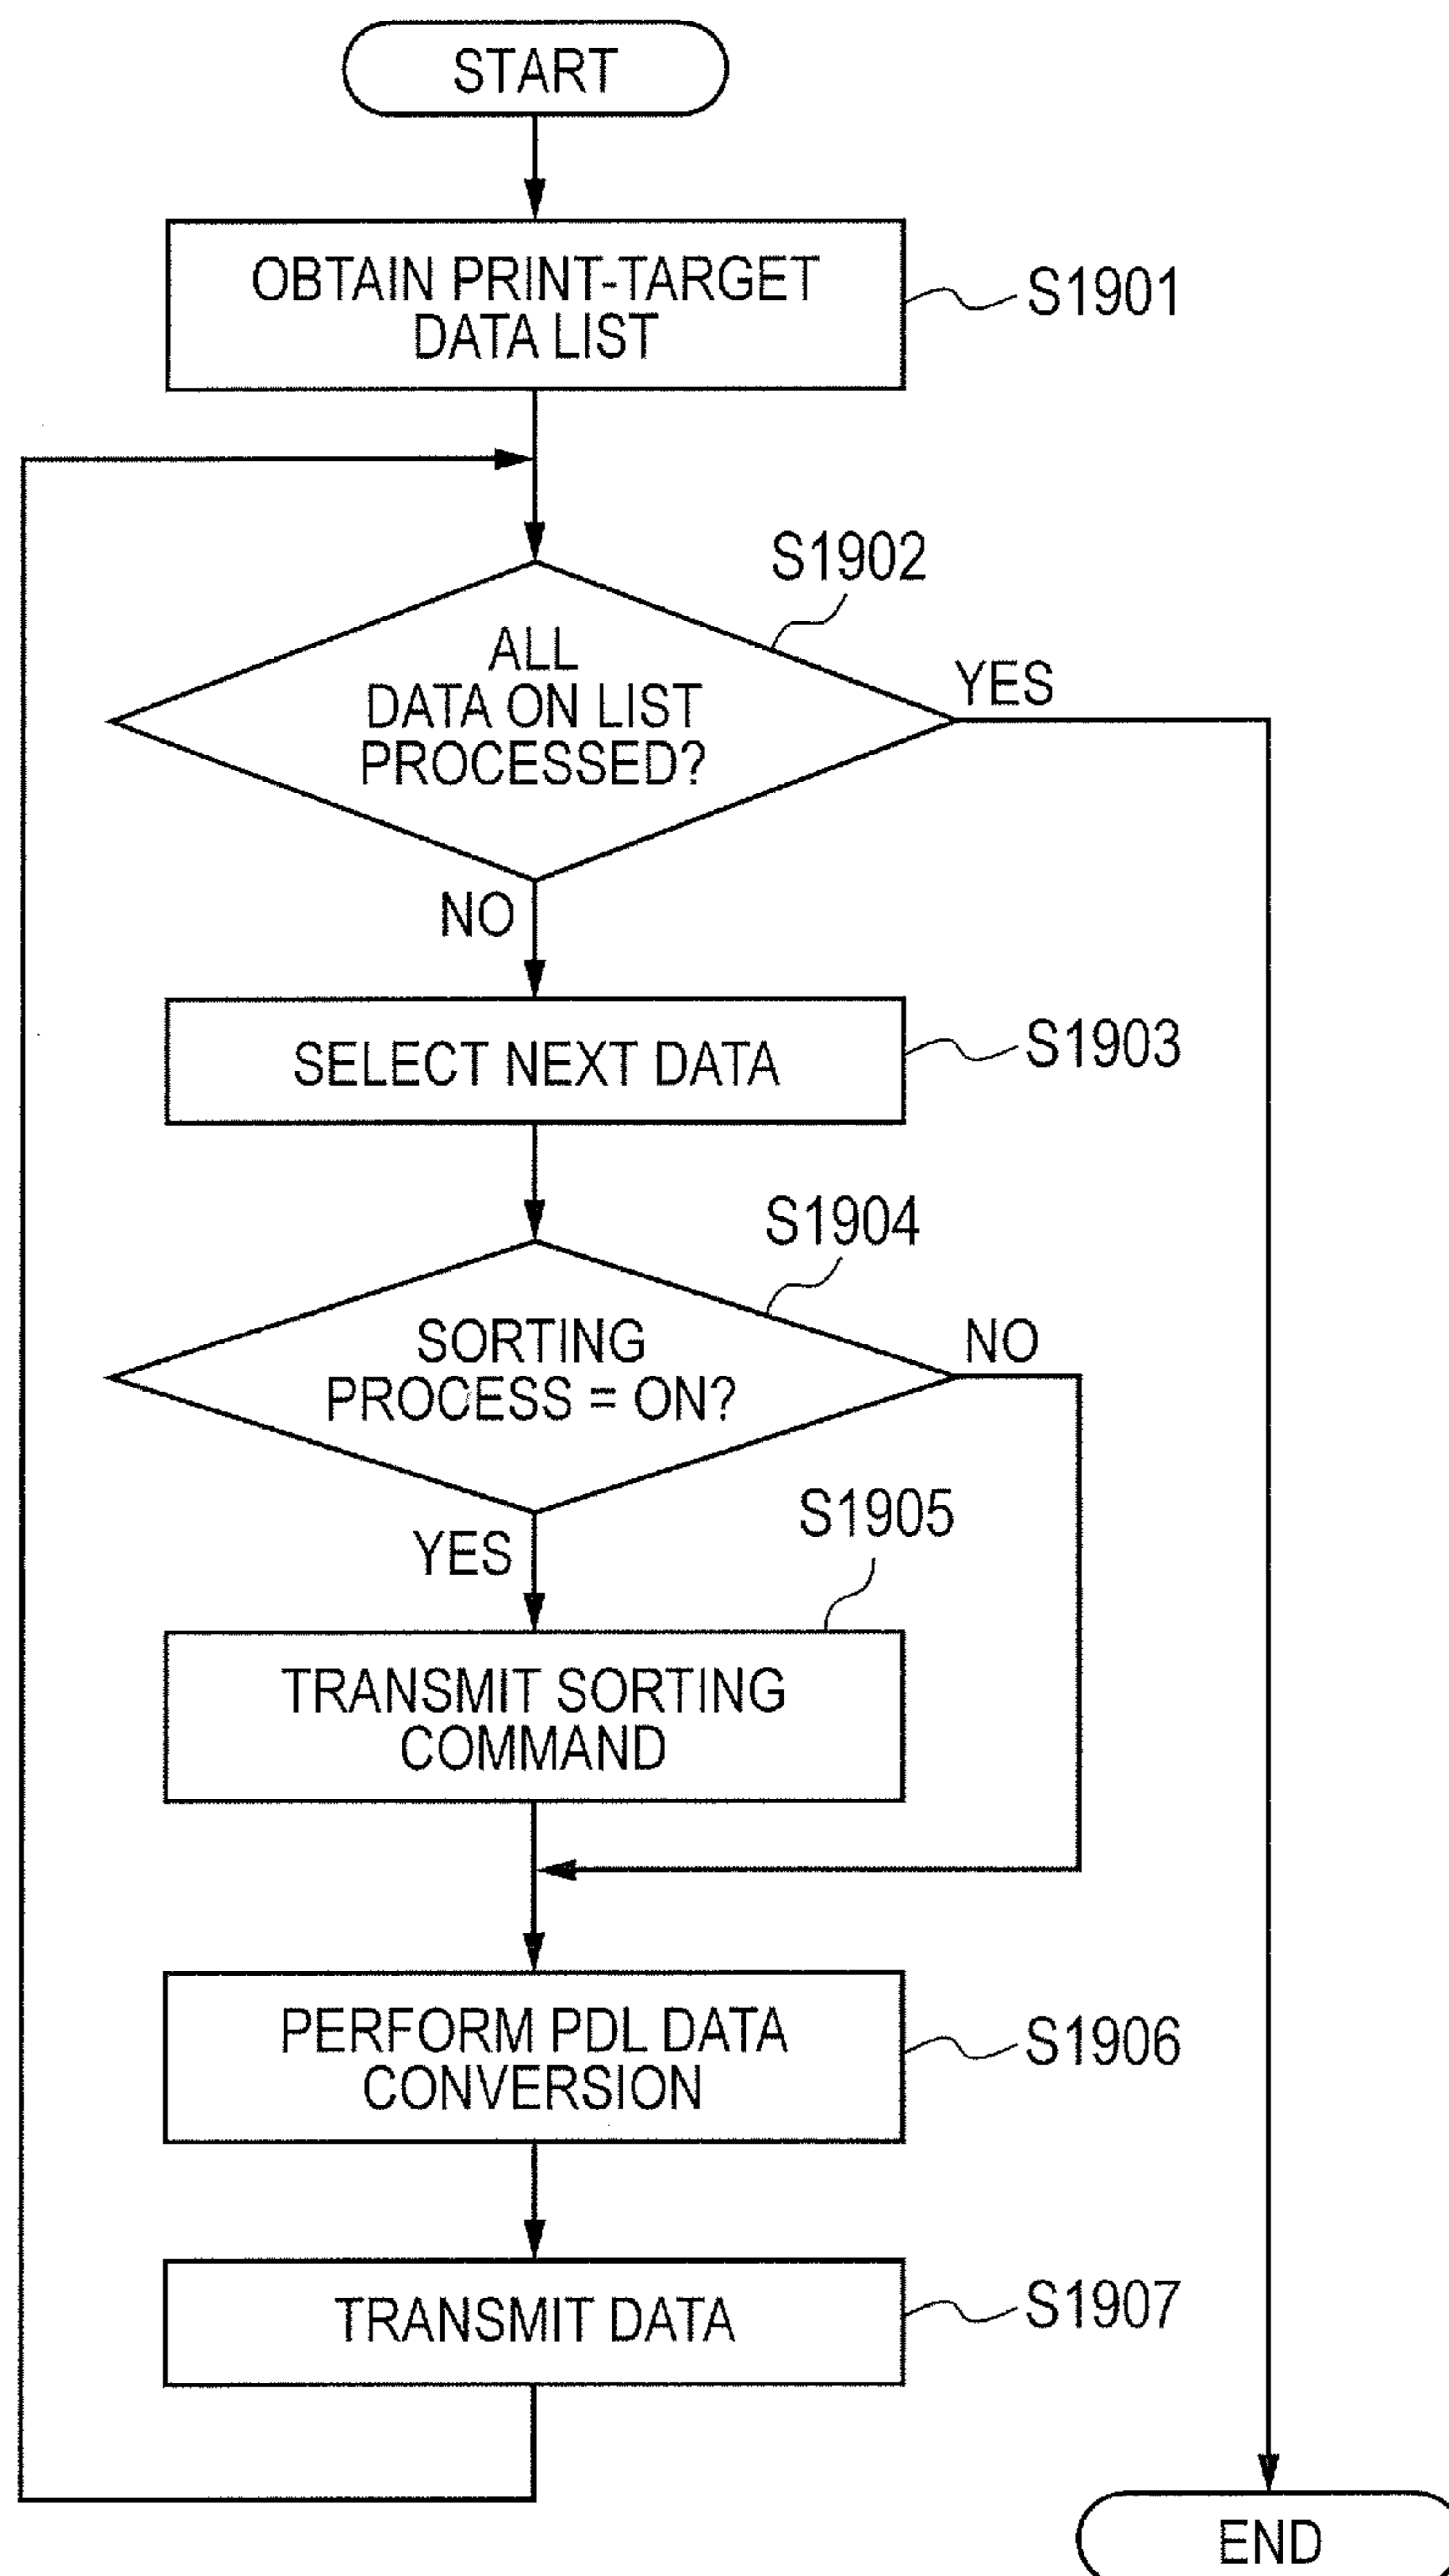 START
OBTAIN PRINT-TARGET
DATA LIST
S1901
S1902
ALL
DATA ON LIST
PROCESSED?
YES
NO
SELECT NEXT DATA
S1903
S1904
SORTING
PROCESS = ON?
NO
YES
S1905
TRANSMIT SORTING
COMMAND
PERFORM PDL DATA
CONVERSION
S1906
TRANSMIT DATA
S1907
END